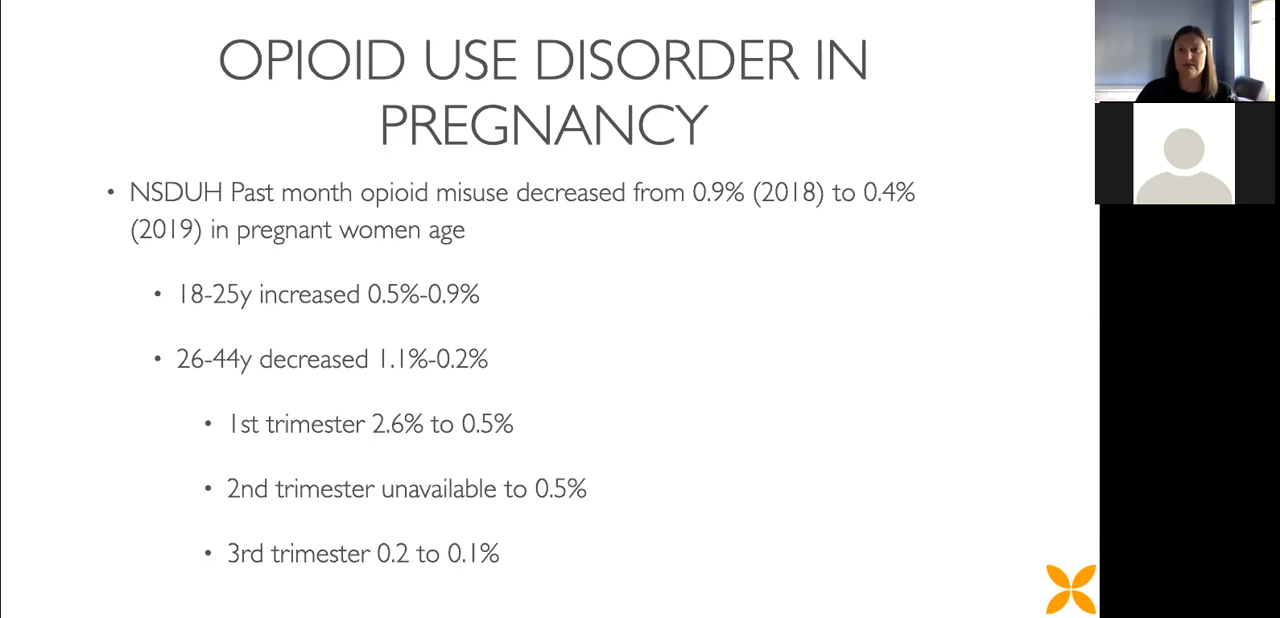 OPIOID USE DISORDER IN
PREGNANCY
• NSDUH Past month opioid misuse decreased from 0.9% (2018) to 0.4%
(2019) in pregnant women age
• 18-25y increased 0.5%-0.9%
• 26-44y decreased 1.1%-0.2%
• 1st trimester 2.6% to 0.5%
• 2nd trimester unavailable to 0.5%
• 3rd trimester 0.2 to 0.1%